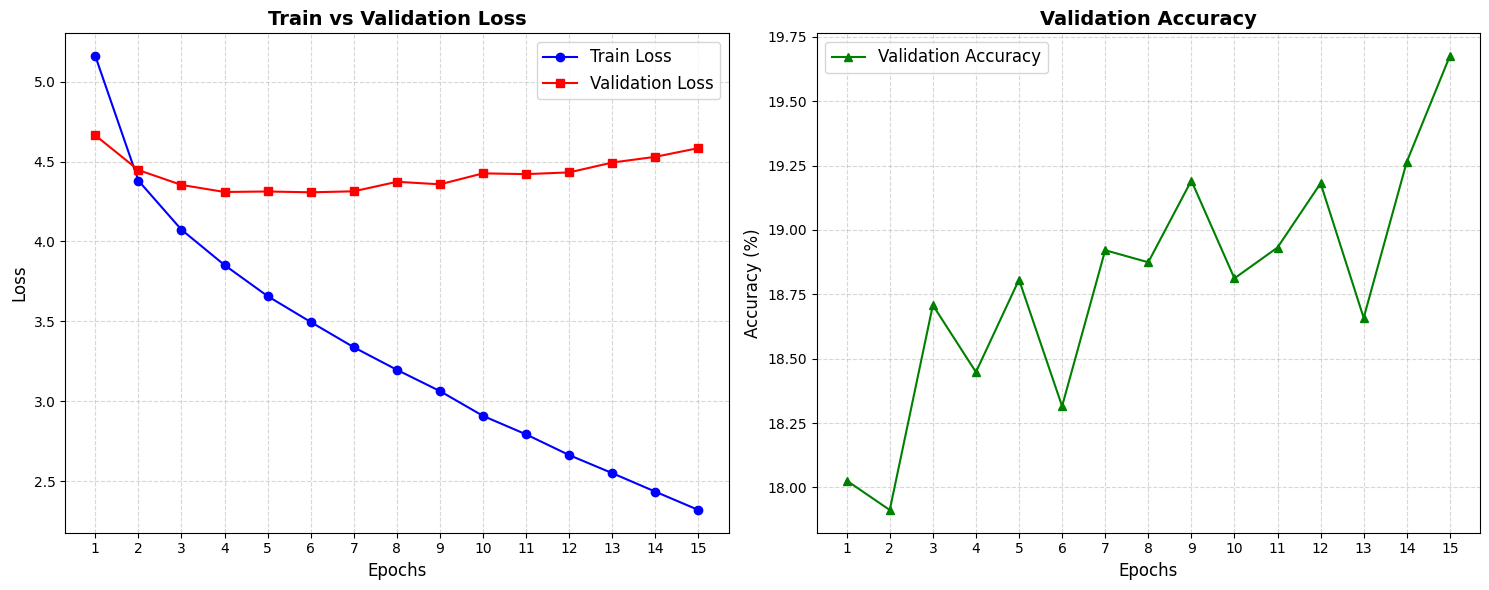 Train vs Validation Loss
Train Loss
Validation Loss
5.0
4.5
4.0
3.5
3.0
2.5
Loss
1 2 3 4 5 6 7 8 9 10 11 12 13 14 15
Epochs
Validation Accuracy
Validation Accuracy
19.75
19.50
19.25
19.00
18.75
18.50
18.25
18.00
Accuracy (%)
1 2 3 4 5 6 7 8 9 10 11 12 13 14 15
Epochs